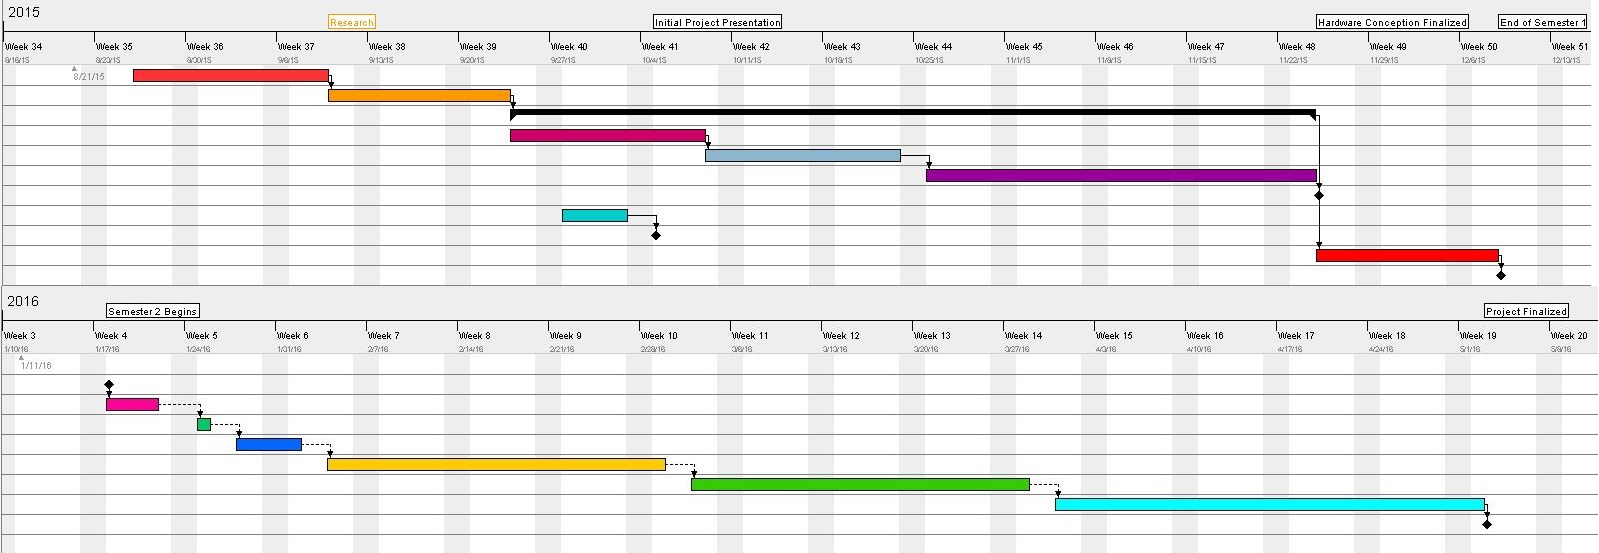 2015
Research Initial Project Presentation Hardware Conception Finalized End of Semester 1
Week 34 Week 35 Week 36 Week 37 Week 38 Week 39 Week 40 Week 41 Week 42 Week 43 Week 44 Week 45 Week 46 Week 47 Week 48 Week 49 Week 50 Week 51
8/16/15 8/23/15 8/30/15 9/6/15 9/13/15 9/20/15 9/27/15 10/4/15 10/11/15 10/18/15 10/25/15 11/1/15 11/8/15 11/15/15 11/22/15 11/29/15 12/6/15 12/13/15
8/21/15
2016
Semester 2 Begins Project Finalized
Week 3 Week 4 Week 5 Week 6 Week 7 Week 8 Week 9 Week 10 Week 11 Week 12 Week 13 Week 14 Week 15 Week 16 Week 17 Week 18 Week 19 Week 20
1/10/16 1/17/16 1/24/16 1/31/16 2/7/16 2/14/16 2/21/16 2/28/16 3/6/16 3/13/16 3/20/16 3/27/16 4/3/16 4/10/16 4/17/16 4/24/16 5/1/16 5/8/16
1/11/16